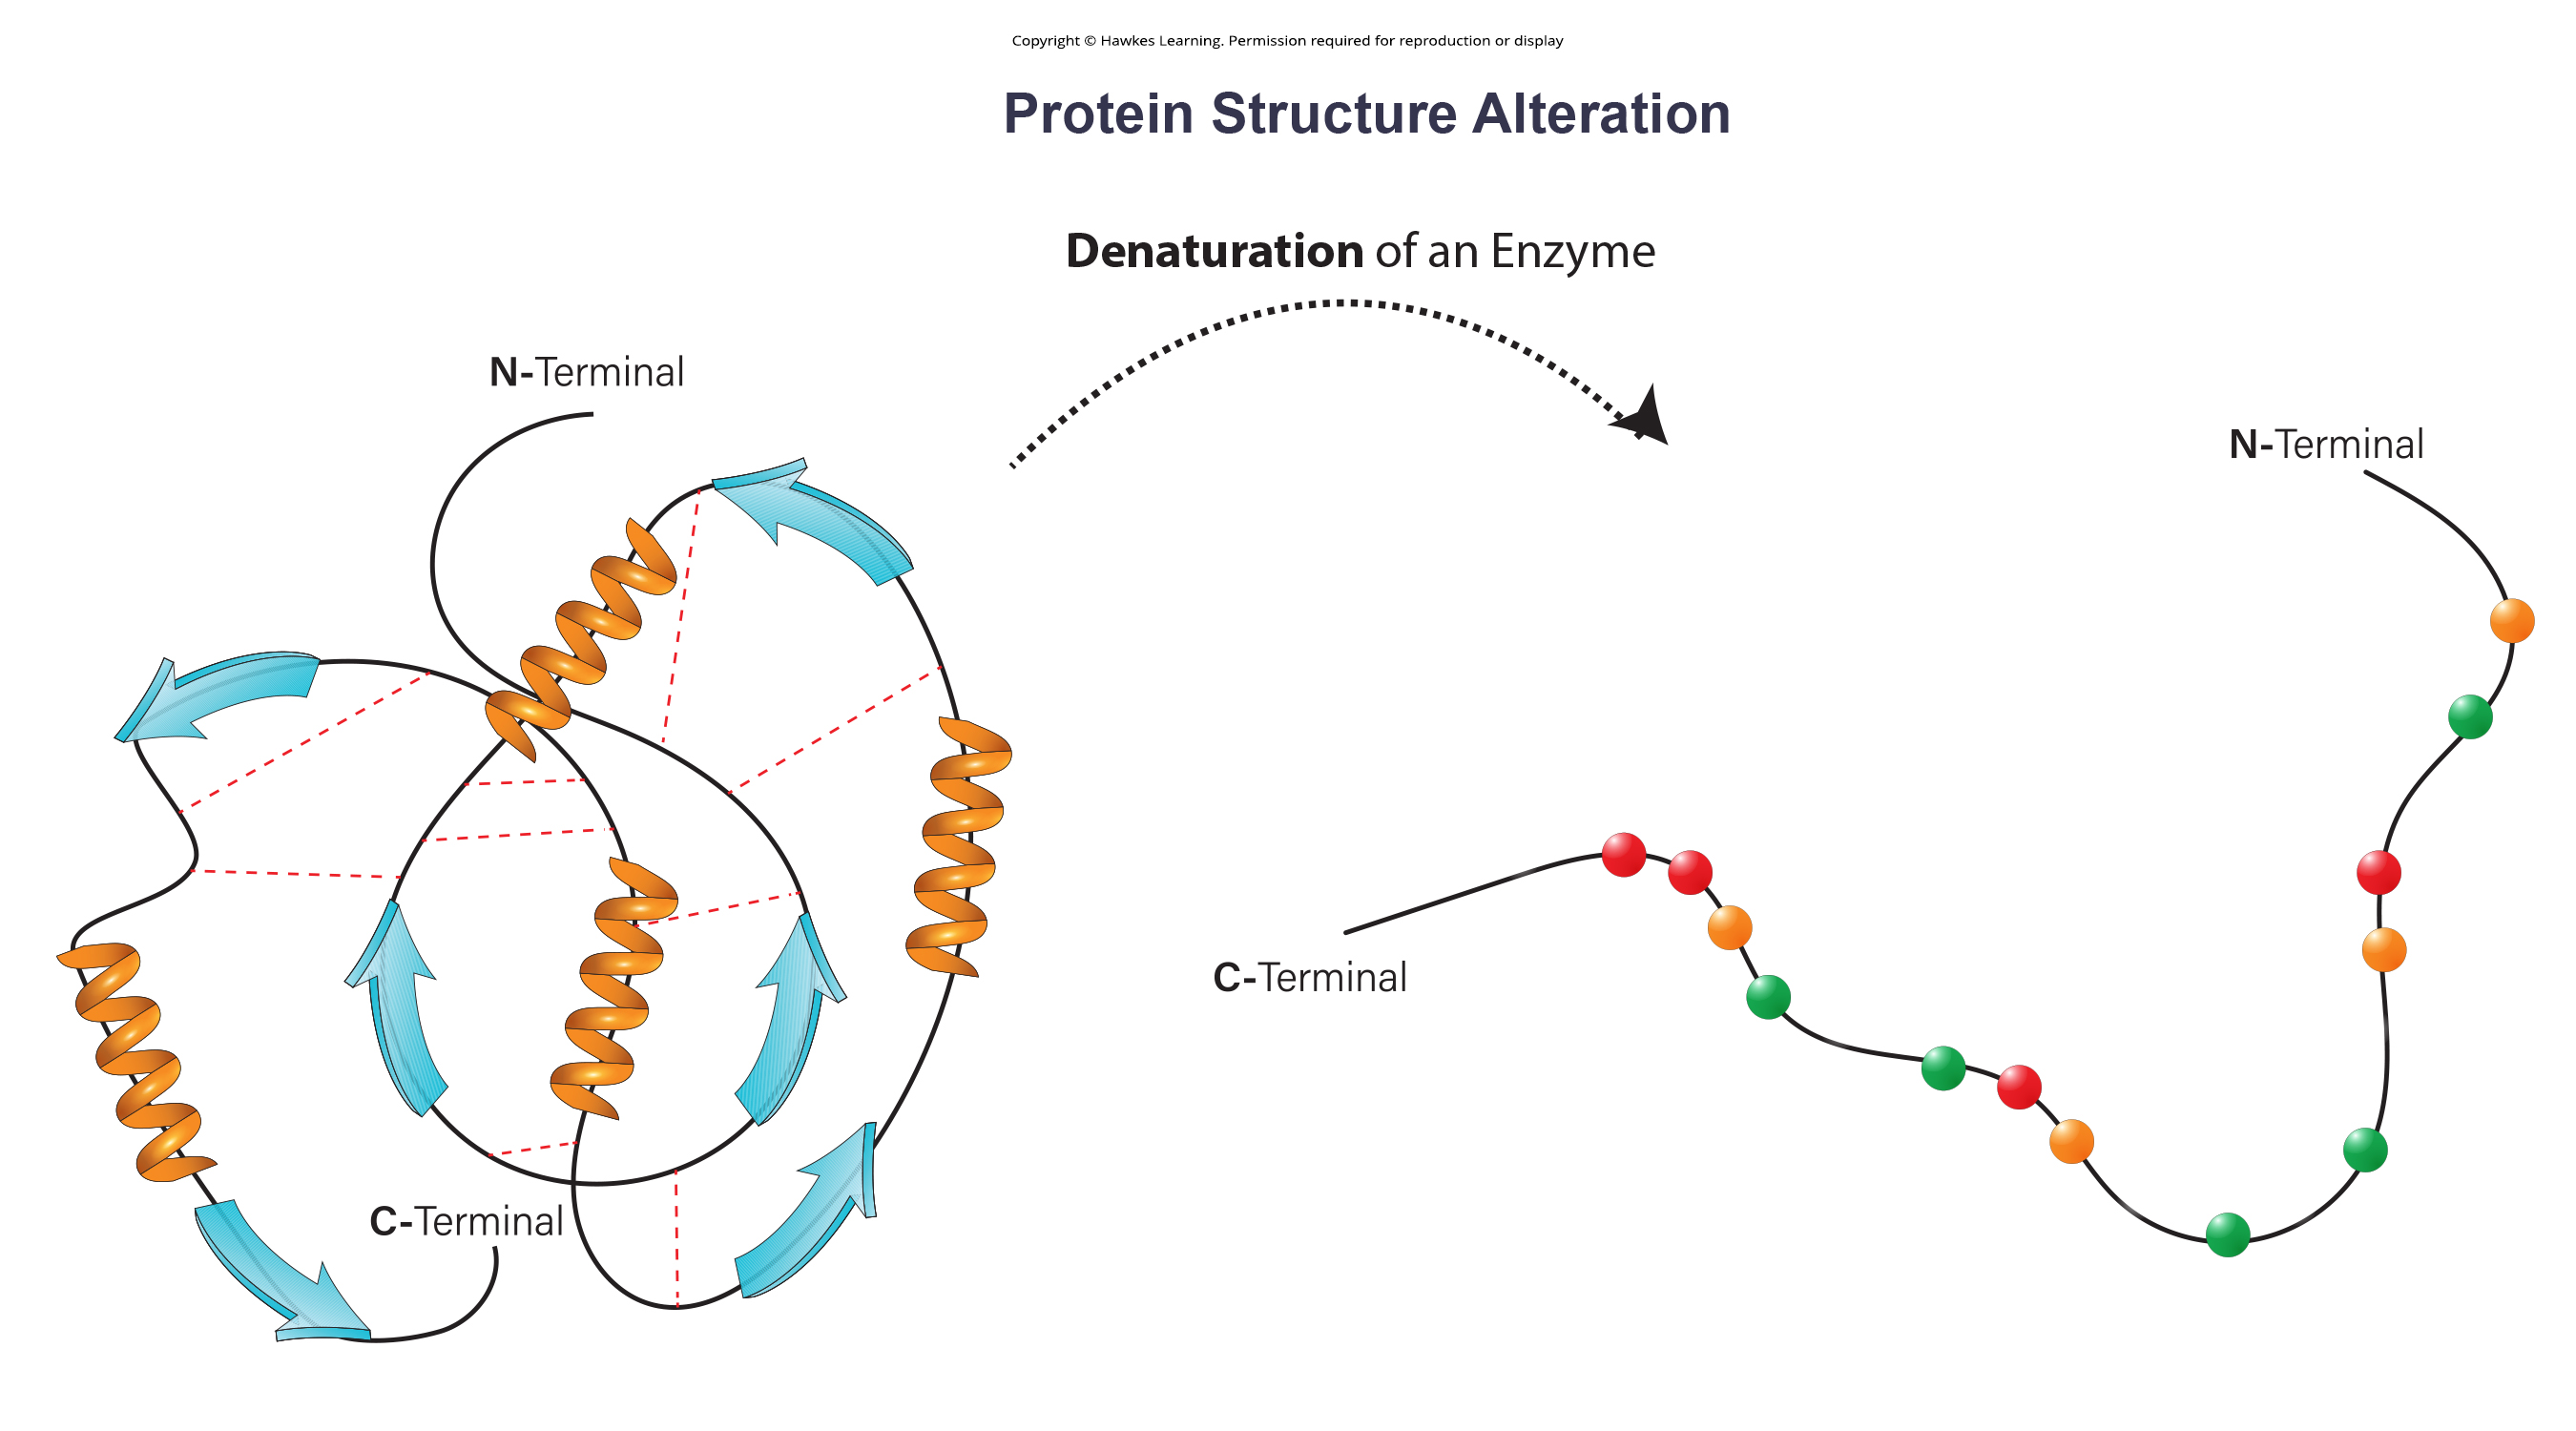 Copyright © Hawkes Learning. Permission required for reproduction or display
Protein Structure Alteration
Denaturation of an Enzyme
N-Terminal
N-Terminal
C-Terminal
C-Terminal